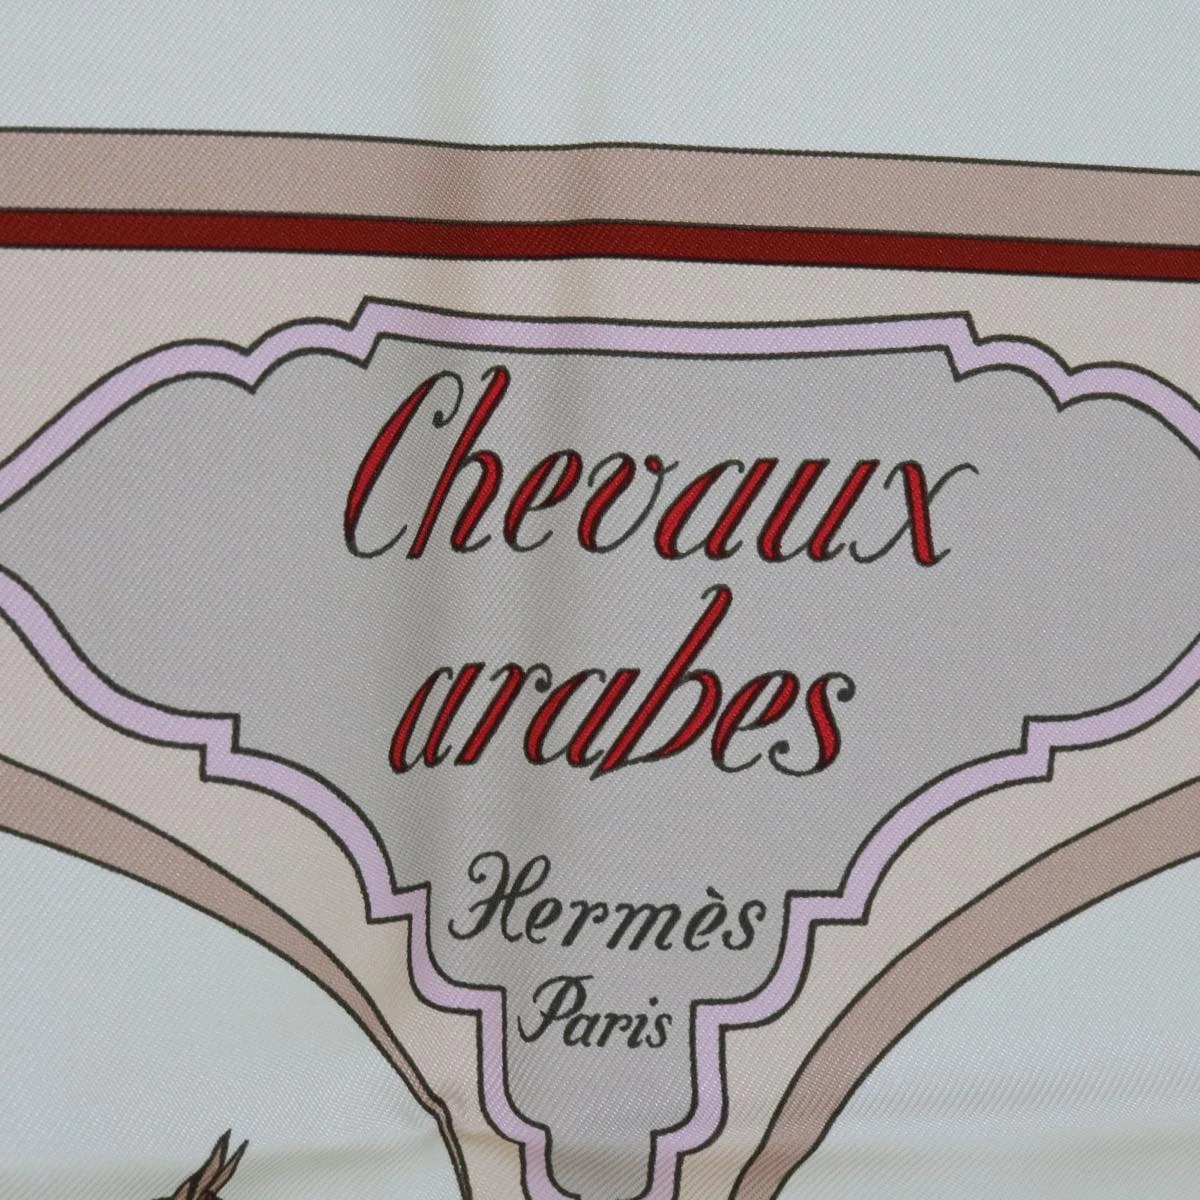 Chevaux
arabes
Hermès
Paris